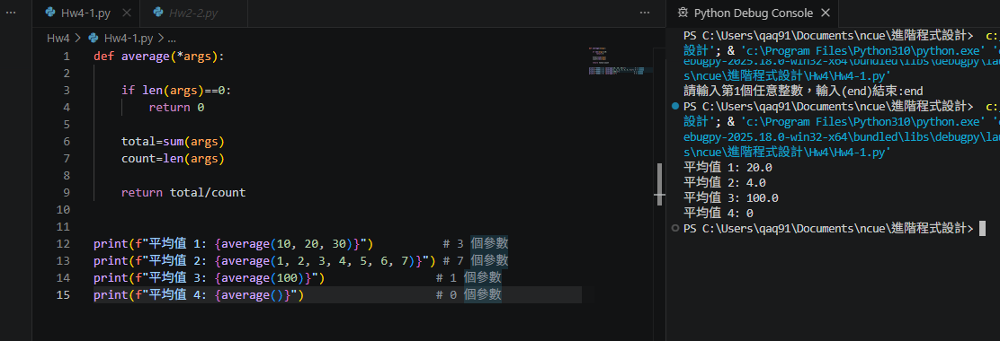 Hw4-1.py
Hw2-2.py
Hw4 > Hw4-1.py > ...
1 def average(*args):
2
3 if len(args)==0:
4 return 0
5
6 total=sum(args)
7 count=len(args)
8
9 return total/count
10
11
12 print(f"平均值 1: {average(10, 20, 30)}") # 3 個參數
13 print(f"平均值 2: {average(1, 2, 3, 4, 5, 6, 7)}") # 7 個參數
14 print(f"平均值 3: {average(100)}") # 1 個參數
15 print(f"平均值 4: {average()}") # 0 個參數
Python Debug Console
PS C:\Users\qaq91\Documents\ncue\進階程式設計> c:
設計'; & 'c:\Program Files\Python310\python.exe' '
ebugpy-2025.18.0-win32-x64\bundled\libs\debugpy\lau
s\ncue\進階程式設計\Hw4\Hw4-1.py'
請輸入第1個任意整數，輸入(end)結束:end
PS C:\Users\qaq91\Documents\ncue\進階程式設計> c:
設計'; & 'c:\Program Files\Python310\python.exe' '
ebugpy-2025.18.0-win32-x64\bundled\libs\debugpy\lau
s\ncue\進階程式設計\Hw4\Hw4-1.py'
平均值 1: 20.0
平均值 2: 4.0
平均值 3: 100.0
平均值 4: 0
PS C:\Users\qaq91\Documents\ncue\進階程式設計>